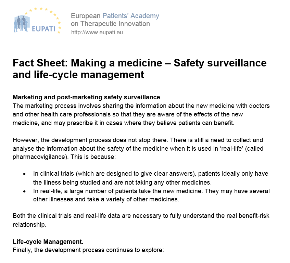 EUPATI
European Patients' Academy
on Therapeutic Innovation
http://www.eupati.eu
Fact Sheet: Making a medicine – Safety surveillance
and life-cycle management
Marketing and post-marketing safety surveillance
The marketing process involves sharing the information about the new medicine with doctors
and other health care professionals so that they are aware of the effects of the new
medicine, and may prescribe it in cases where they believe patients can benefit.
However, the development process does not stop there. There is still a need to collect and
analyse the information about the safety of the medicine when it is used in 'real-life' (called
pharmacovigilance). This is because:
• In clinical trials (which are designed to give clear answers), patients ideally only have
the illness being studied and are not taking any other medicines.
• In real-life, a large number of patients take the new medicine. They may have several
other illnesses and take a variety of other medicines.
Both the clinical trials and real-life data are necessary to fully understand the real benefit-risk
relationship.
Life-cycle Management.
Finally, the development process continues to explore.